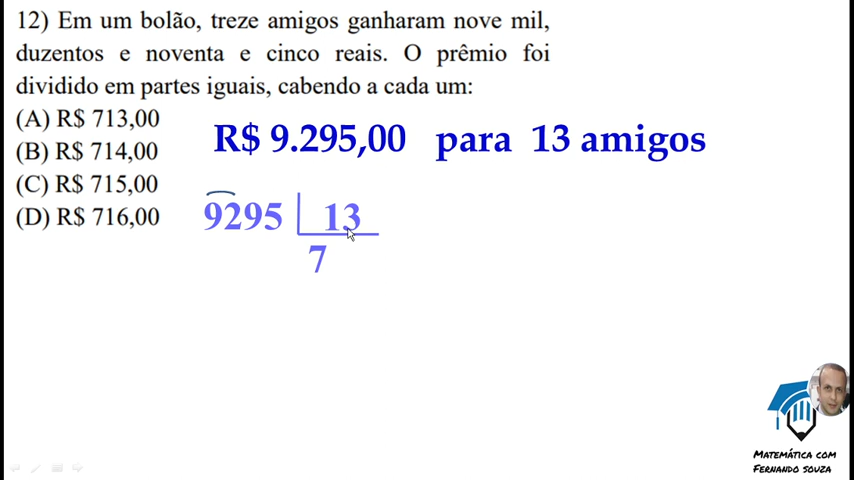 12) Em um bolão, treze amigos ganharam nove mil,
duzentos e noventa e cinco reais. O prêmio foi
dividido em partes iguais, cabendo a cada um:
(A) R$ 713,00
(B) R$ 714,00
(C) R$ 715,00
(D) R$ 716,00
R$ 9.295,00 para 13 amigos
9295 13
7
Matemática com
Fernando Souza